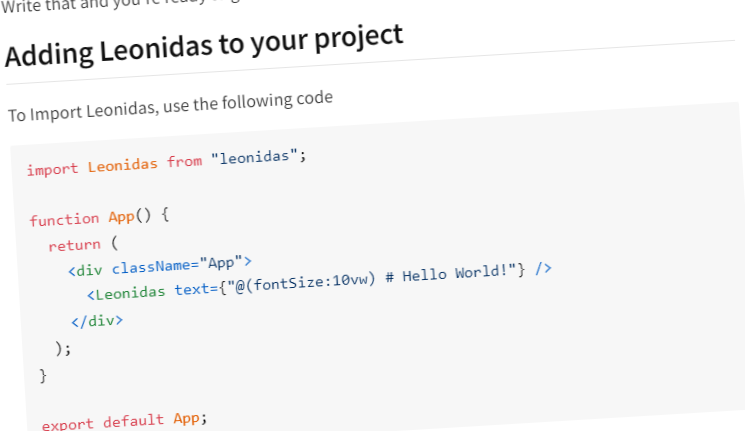 Write that and you're ready
Adding Leonidas to your project
To Import Leonidas, use the following code
import Leonidas from "leonidas";
function App() {
return (
<div className="App">
<Leonidas text={"@(fontSize:10vw) # Hello World!"} />
</div>
);
}
export default App;